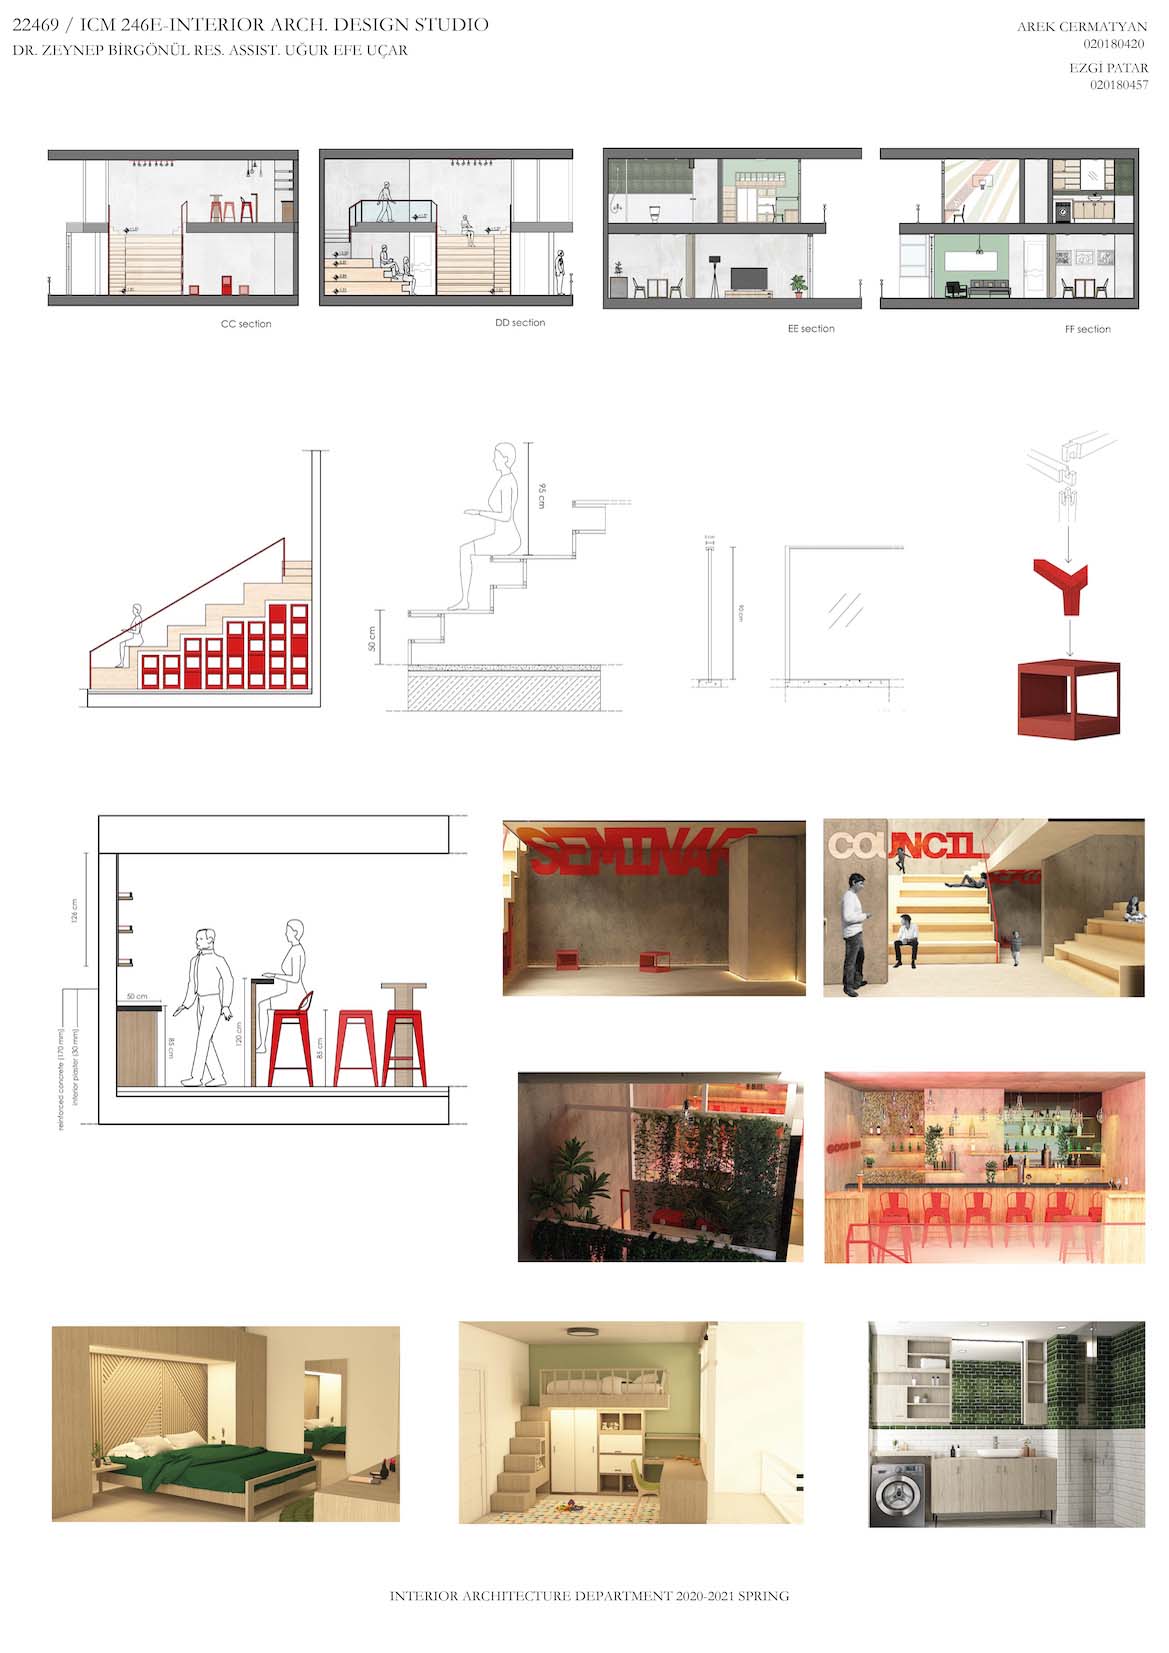 22469 / ICM 246E-INTERIOR ARCH. DESIGN STUDIO
DR. ZEYNEP BİRGÖNÜL RES. ASSIST. UĞUR EFE UÇAR
AREK CERMATYAN
020180420
EZGİ PATAR
020180457
CC section
DD section
EE section
FF section
95 cm
50 cm
90 cm
126 cm
50 cm
85 cm
120 cm
85 cm
reinforced concrete (170 mm)
interior plaster (30 mm)
SEMINAR
COUNCIL
INTERIOR ARCHITECTURE DEPARTMENT 2020-2021 SPRING